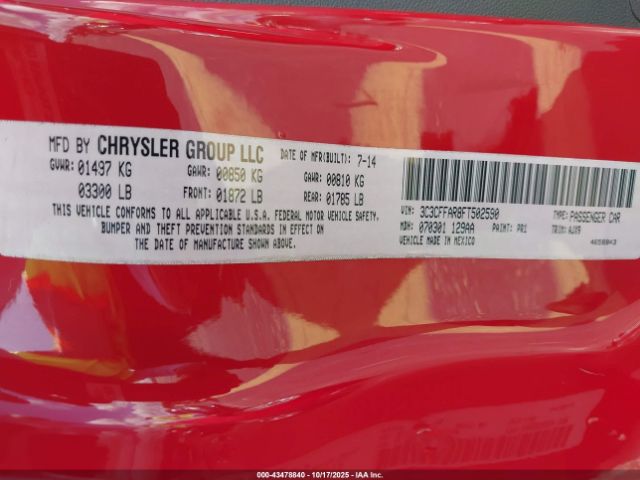 MFD BY CHRYSLER GROUP LLC DATE OF MFR(BUILT): 7-14
GVWR: 01497 KG GAWR: 00850 KG GAWR: 00810 KG
03300 LB FRONT: 01872 LB REAR: 01785 LB
THIS VEHICLE CONFORMS TO ALL APPLICABLE U.S.A. FEDERAL MOTOR VEHICLE SAFETY,
BUMPER AND THEFT PREVENTION STANDARDS IN EFFECT ON
THE DATE OF MANUFACTURE SHOWN ABOVE.
VIN: 3C3CFFAR8FT502590 TYPE: PASSENGER CAR
MDH: 070301 129AA PAINT: PR1 TRIM: AJX9
VEHICLE MADE IN MEXICO
000-43478840 | 10/17/2025 | IAA Inc.